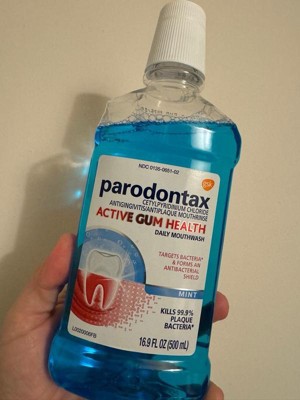 NDC 0135-0651-02
parodontax
CETYLPYRIDINIUM CHLORIDE
ANTIGINGIVITIS/ANTIPLAQUE MOUTHRINSE
ACTIVE GUM HEALTH
DAILY MOUTHWASH
TARGETS BACTERIA*
& FORMS AN
ANTIBACTERIAL
SHIELD
MINT
KILLS 99.9%
PLAQUE
BACTERIA*
16.9 FL OZ (500 mL)